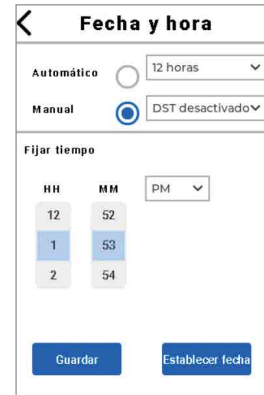 Fecha y hora
Automático 12 horas
Manual DST desactivado
Fijar tiempo
HH MM PM
12 52
1 53
2 54
Guardar Establecer fecha